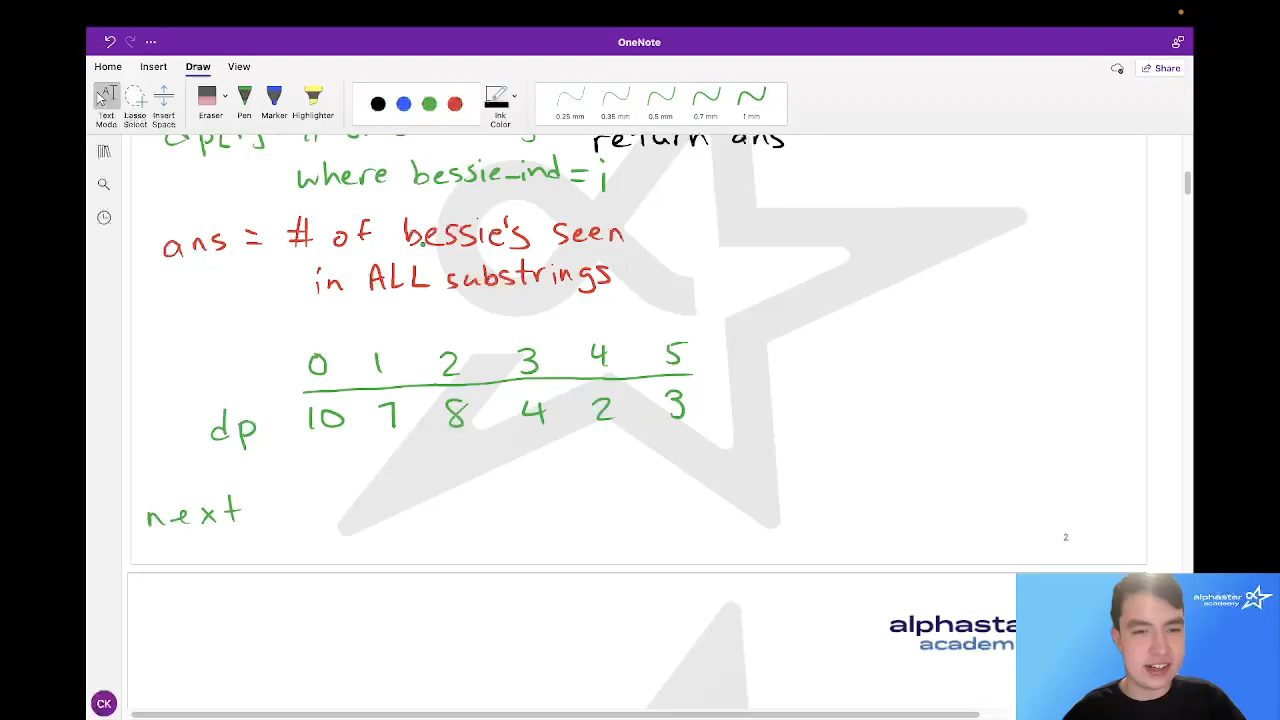 OneNote
Home Insert Draw View
Share
Text Mode
Lasso Select
Insert Space
Eraser
Pen
Marker
Highlighter
Ink Color
0.25 mm
0.35 mm
0.5 mm
0.7 mm
1 mm
return ans
where bessie_ind = i
ans = # of bessie's seen
in ALL substrings
0 1 2 3 4 5
dp 10 7 8 4 2 3
next
2
alphasta
academ
alphastar
academy
CK